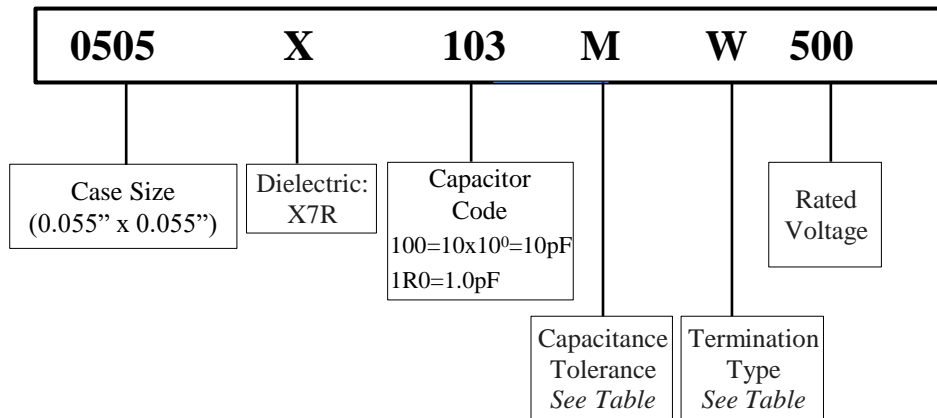 0505 X 103 M W 500
Case Size
(0.055” x 0.055”)
Dielectric:
X7R
Capacitor
Code
100=10x10⁰=10pF
1R0=1.0pF
Rated
Voltage
Capacitance
Tolerance
See Table
Termination
Type
See Table